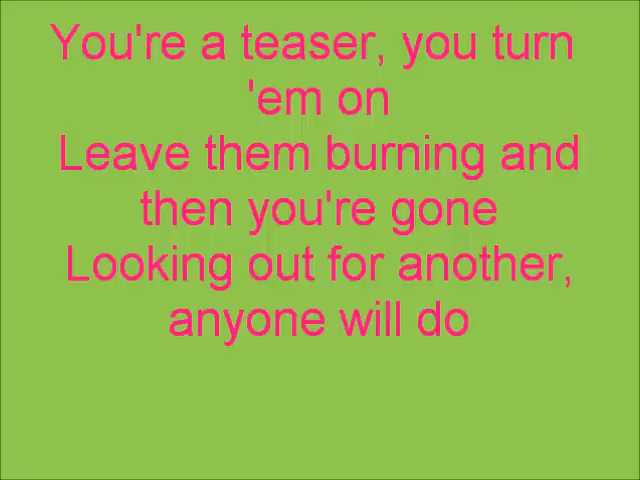 You're a teaser, you turn
'em on
Leave them burning and
then you're gone
Looking out for another,
anyone will do